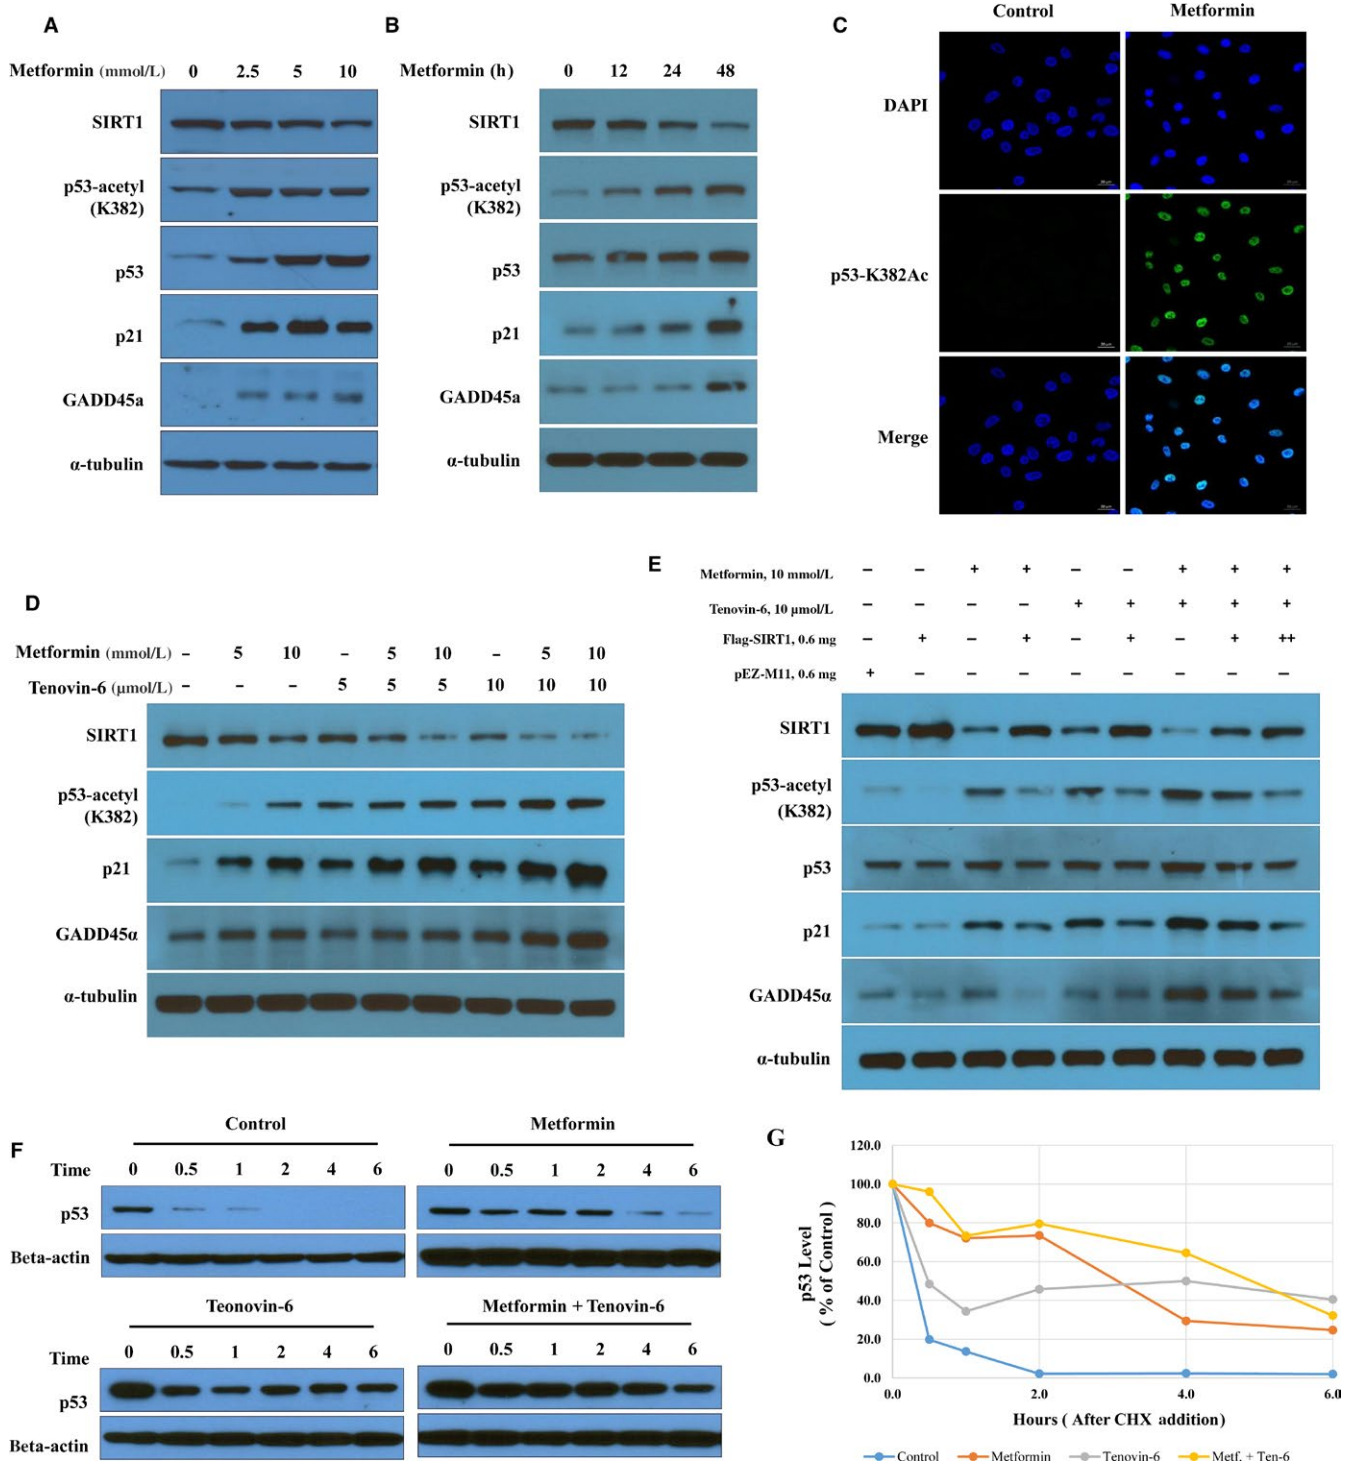 A
Metformin (mmol/L) 0 2.5 5 10
SIRT1
p53-acetyl
(K382)
p53
p21
GADD45a
α-tubulin
B
Metformin (h) 0 12 24 48
SIRT1
p53-acetyl
(K382)
p53
p21
GADD45a
α-tubulin
C
Control Metformin
DAPI
p53-K382Ac
Merge
D
Metformin (mmol/L) – 5 10 – 5 10 – 5 10
Tenovin-6 (µmol/L) – – – 5 5 5 10 10 10
SIRT1
p53-acetyl
(K382)
p21
GADD45α
α-tubulin
E
Metformin, 10 mmol/L – – + + – – + + +
Tenovin-6, 10 µmol/L – – – – + + + + +
Flag-SIRT1, 0.6 mg – + – + – + – + ++
pEZ-M11, 0.6 mg + – – – – – – – –
SIRT1
p53-acetyl
(K382)
p53
p21
GADD45α
α-tubulin
F
Control
Time 0 0.5 1 2 4 6
p53
Beta-actin
Metformin
0 0.5 1 2 4 6
Teonovin-6
Time 0 0.5 1 2 4 6
p53
Beta-actin
Metformin + Tenovin-6
0 0.5 1 2 4 6
G
p53 Level
( % of Control )
120.0
100.0
80.0
60.0
40.0
20.0
0.0
0.0 2.0 4.0 6.0
Hours ( After CHX addition)
Control Metformin Tenovin-6 Metf. + Ten-6